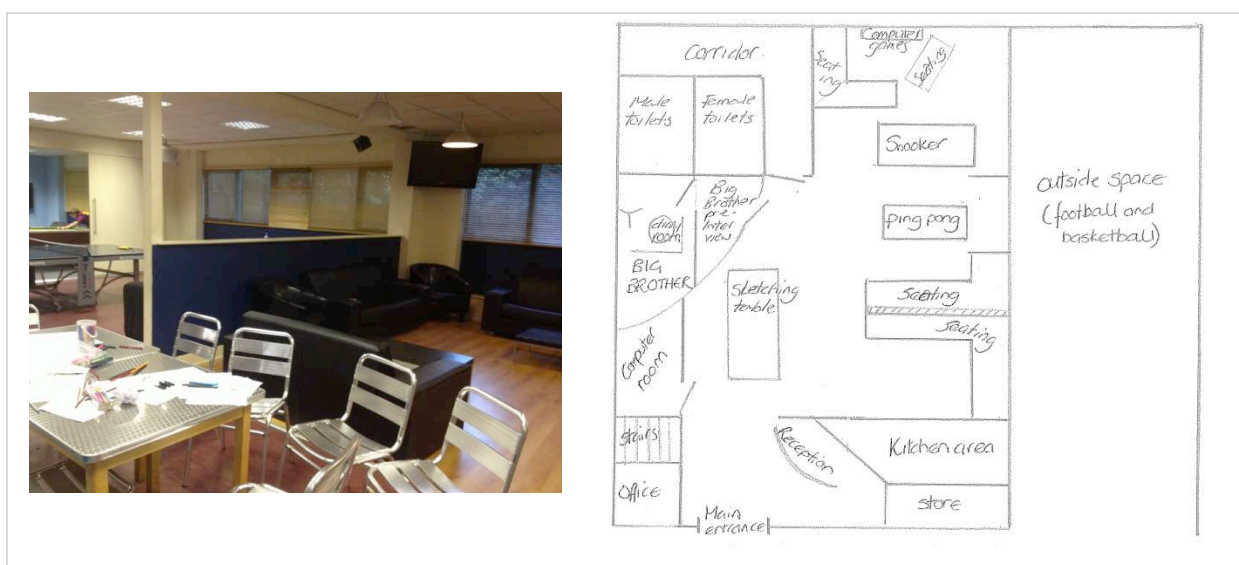 Corridor.
Seat
ing
Computer
games
Seating
Male
toilets
Female
toilets
Snooker
outside space
(football and
basketball)
Big
Brother
pre-
Inter
view
diary
room
ping pong
BIG
BROTHER
Sketching
table
Seating
Seating
Computer
room
Stairs
Reception
Kitchen area
Office
store
Main
entrance